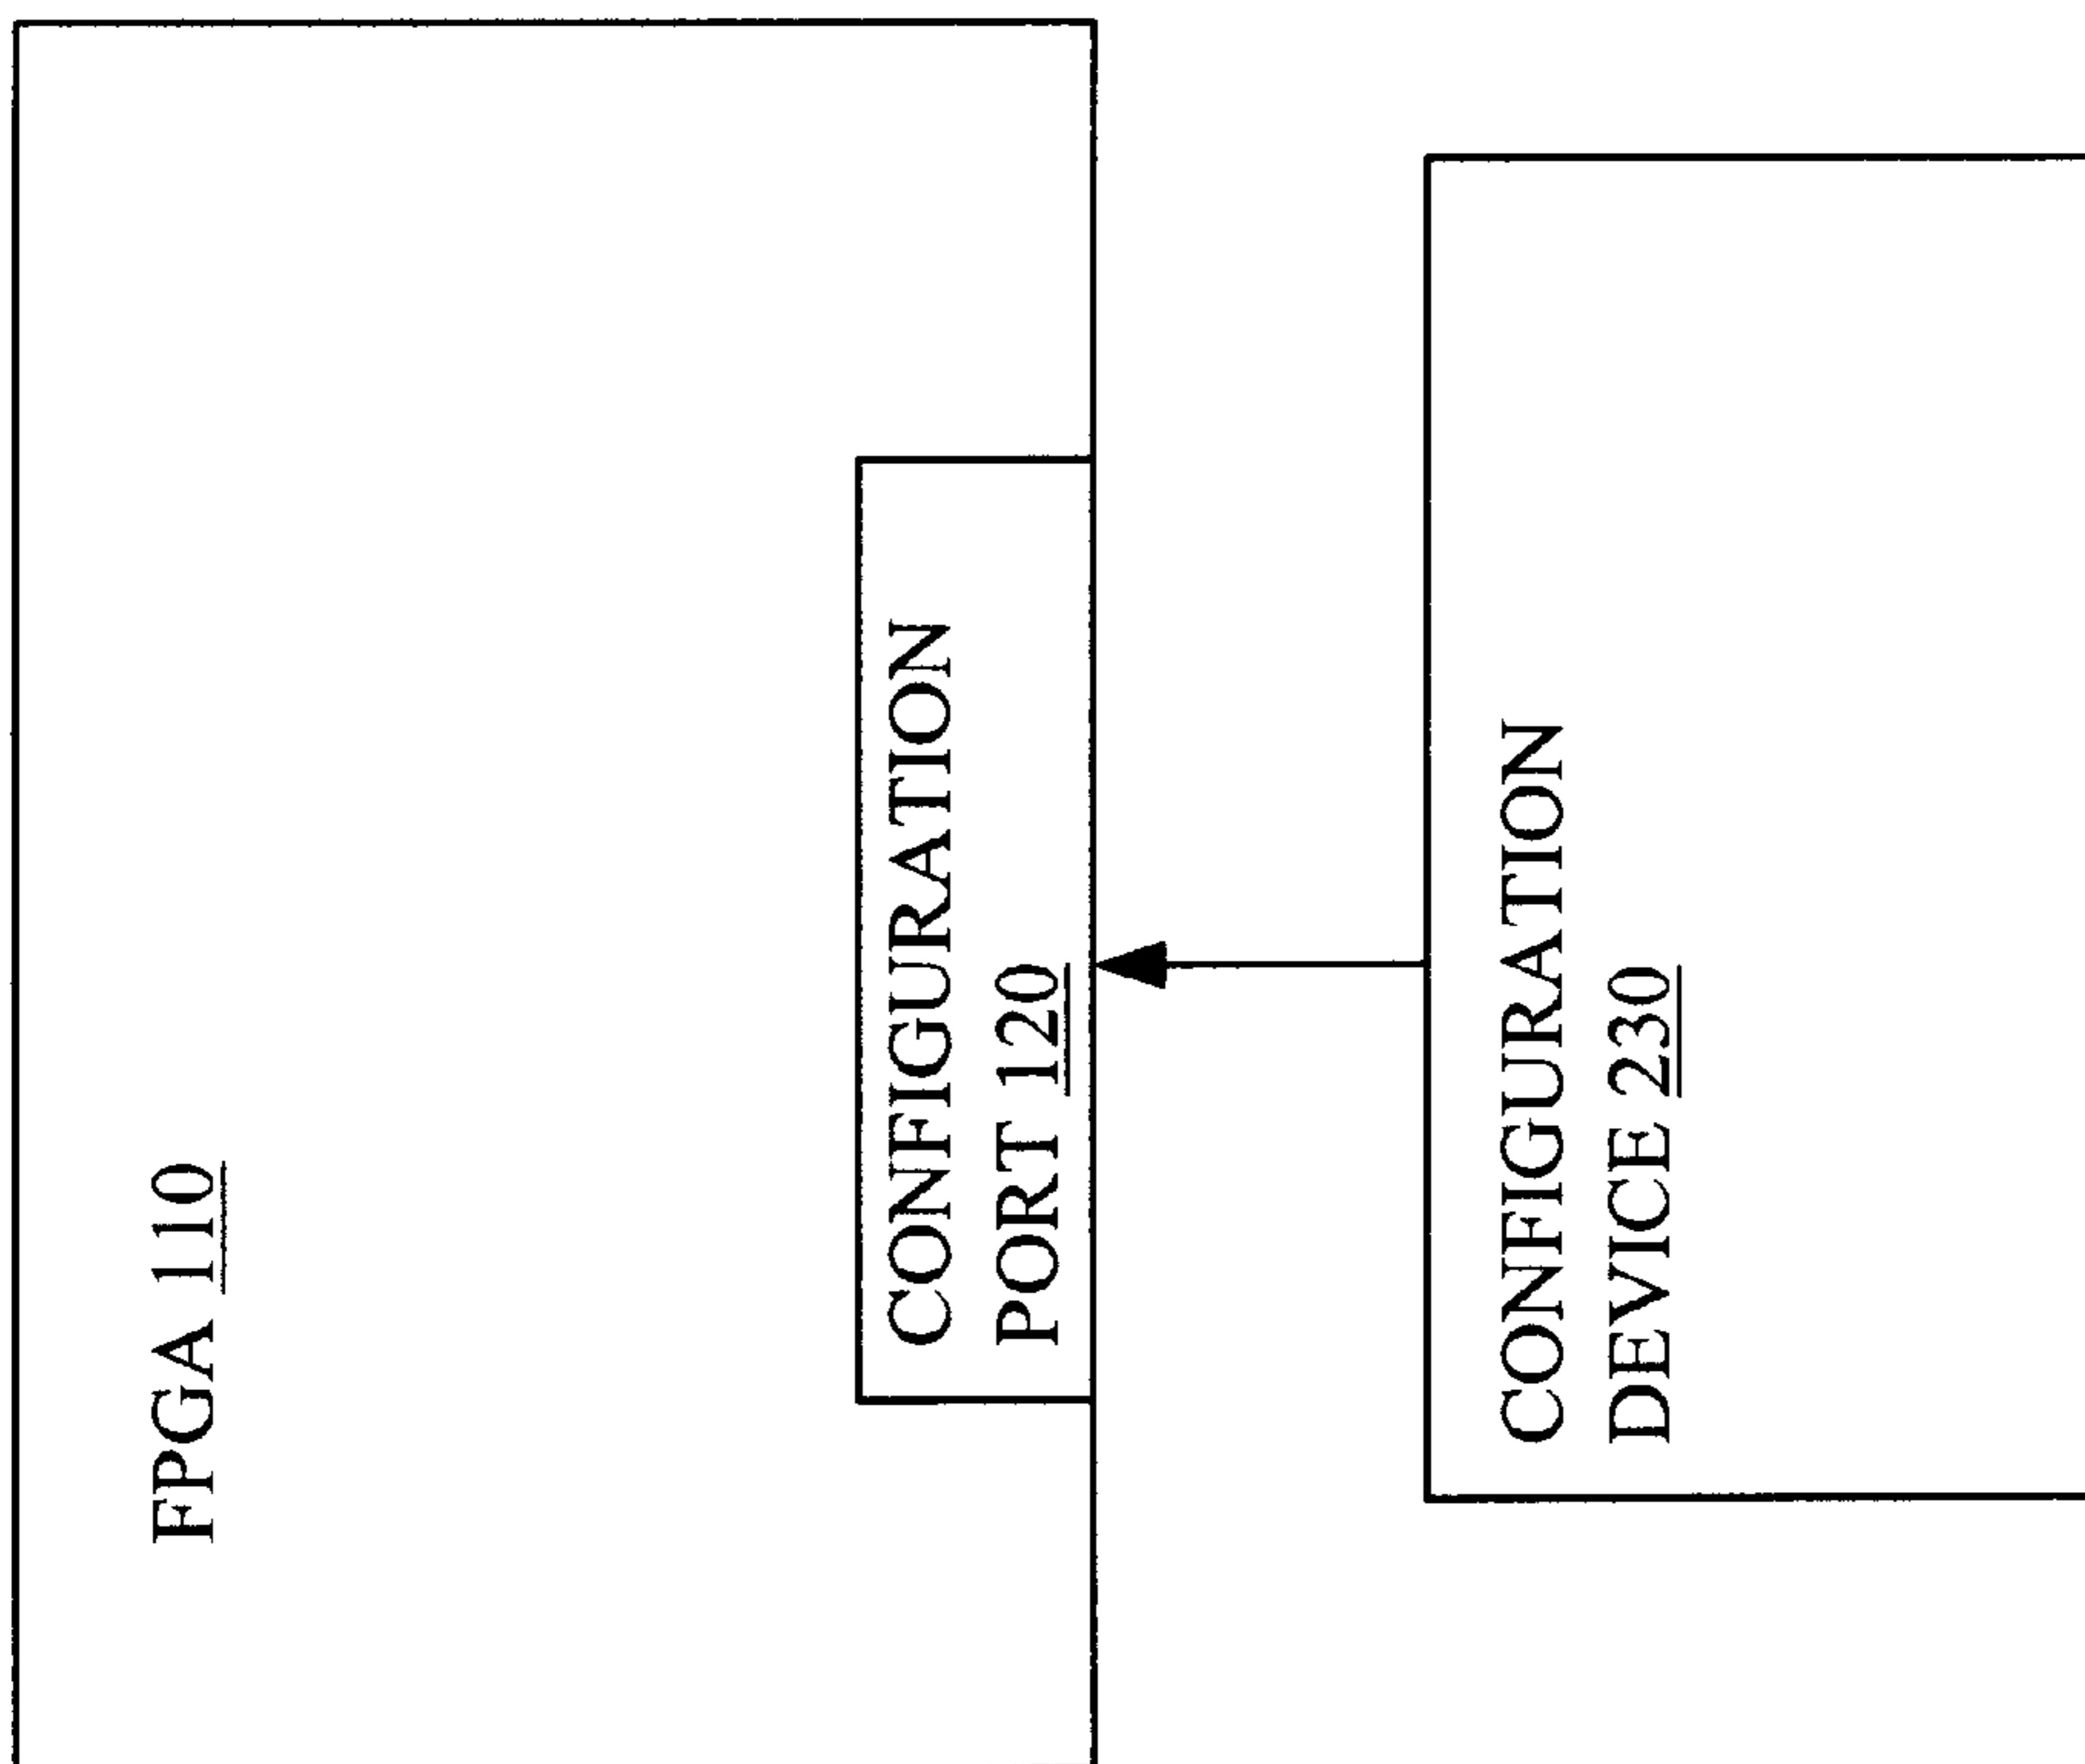 FPGA 110
CONFIGURATION
PORT 120
CONFIGURATION
DEVICE 230